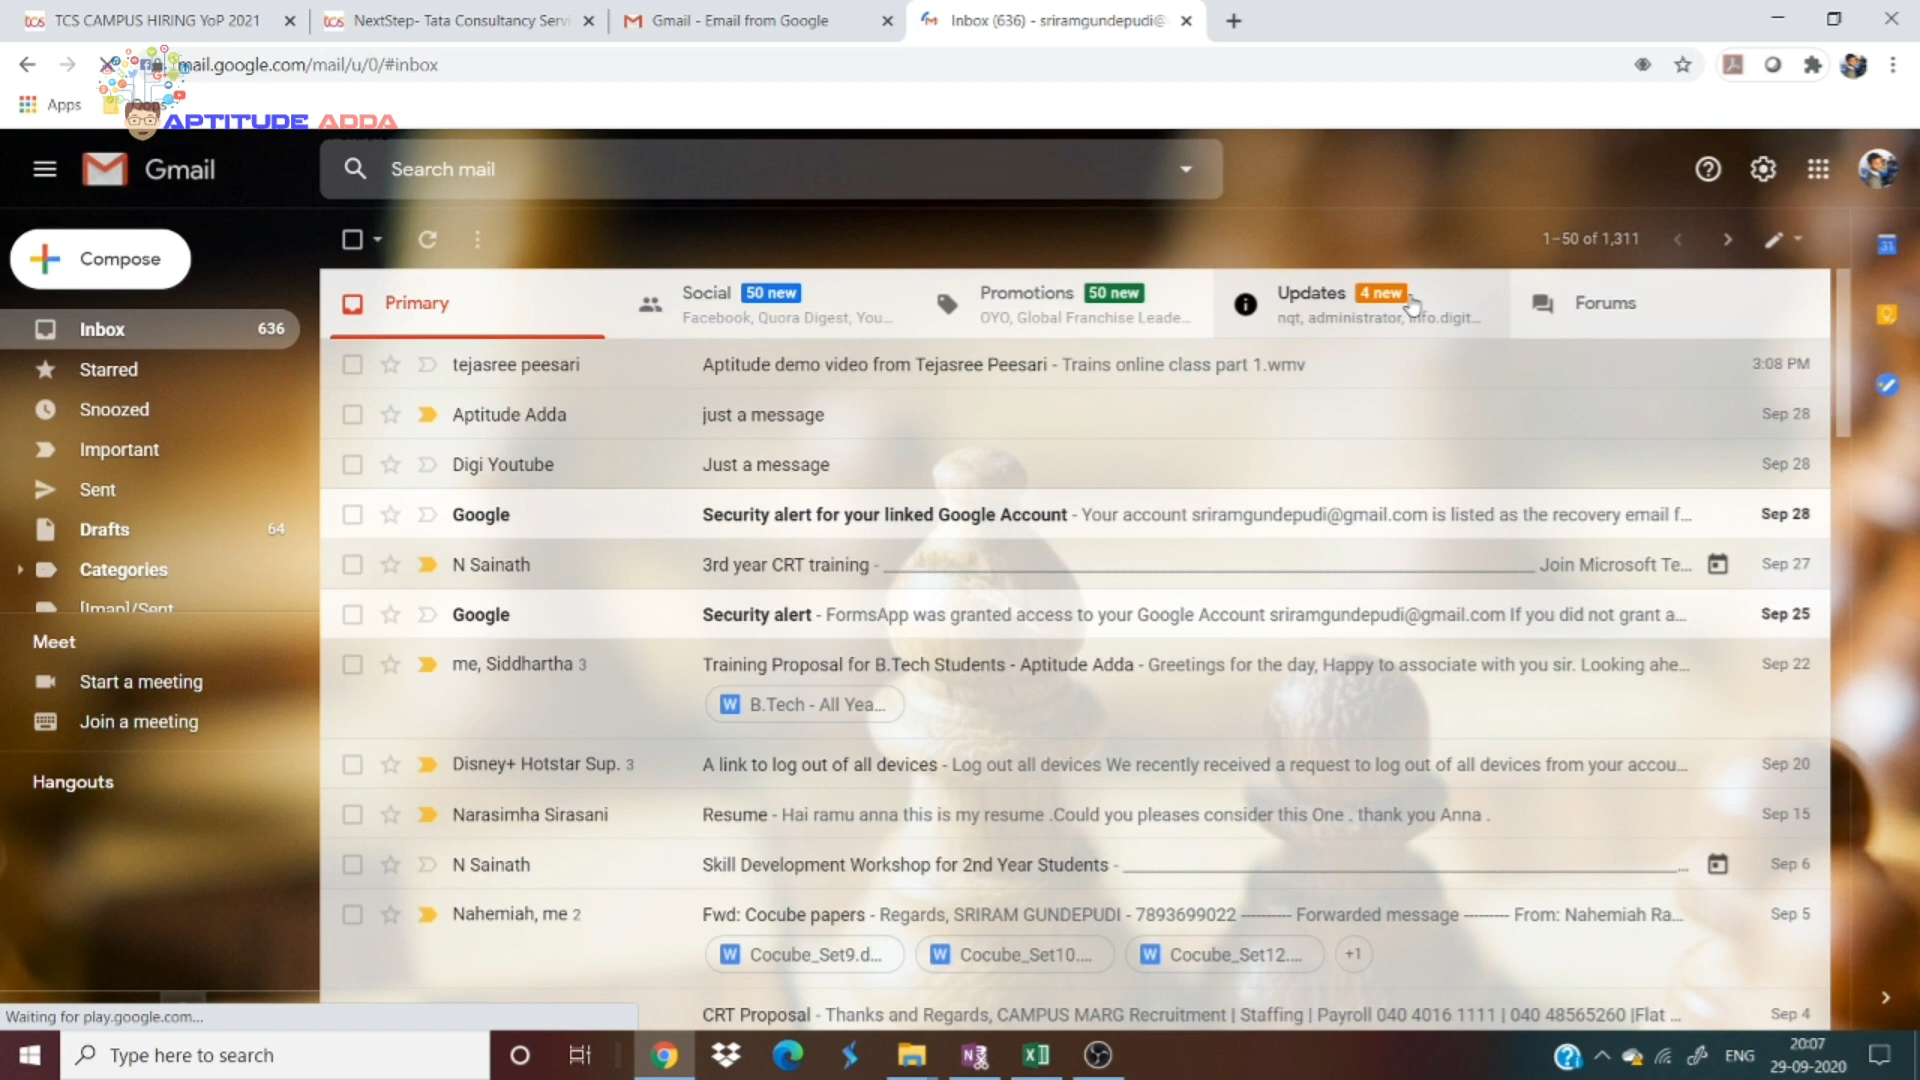 TCS CAMPUS HIRING YoP 2021
NextStep- Tata Consultancy Servi
Gmail - Email from Google
Inbox (636) - sriramgundepudi@
mail.google.com/mail/u/0/#inbox
Apps
APTITUDE ADDA
Gmail
Search mail
Compose
1–50 of 1,311
Primary
Social 50 new
Facebook, Quora Digest, You...
Promotions 50 new
OYO, Global Franchise Leade...
Updates 4 new
nqt, administrator, info.digit...
Forums
Inbox 636
Starred
Snoozed
Important
Sent
Drafts 64
Categories
[Imap]/Sent
Meet
Start a meeting
Join a meeting
Hangouts
tejasree peesari Aptitude demo video from Tejasree Peesari - Trains online class part 1.wmv 3:08 PM
Aptitude Adda just a message Sep 28
Digi Youtube Just a message Sep 28
Google Security alert for your linked Google Account - Your account sriramgundepudi@gmail.com is listed as the recovery email f... Sep 28
N Sainath 3rd year CRT training - Join Microsoft Te... Sep 27
Google Security alert - FormsApp was granted access to your Google Account sriramgundepudi@gmail.com If you did not grant a... Sep 25
me, Siddhartha 3 Training Proposal for B.Tech Students - Aptitude Adda - Greetings for the day, Happy to associate with you sir. Looking ahe... Sep 22
W B.Tech - All Yea...
Disney+ Hotstar Sup. 3 A link to log out of all devices - Log out all devices We recently received a request to log out of all devices from your accou... Sep 20
Narasimha Sirasani Resume - Hai ramu anna this is my resume .Could you pleases consider this One . thank you Anna . Sep 15
N Sainath Skill Development Workshop for 2nd Year Students - ... Sep 6
Nahemiah, me 2 Fwd: Cocube papers - Regards, SRIRAM GUNDEPUDI - 7893699022 ---------- Forwarded message --------- From: Nahemiah Ra... Sep 5
W Cocube_Set9.d... W Cocube_Set10.... W Cocube_Set12.... +1
CRT Proposal - Thanks and Regards, CAMPUS MARG Recruitment | Staffing | Payroll 040 4016 1111 | 040 48565260 |Flat ... Sep 4
Waiting for play.google.com...
Type here to search
ENG
20:07
29-09-2020